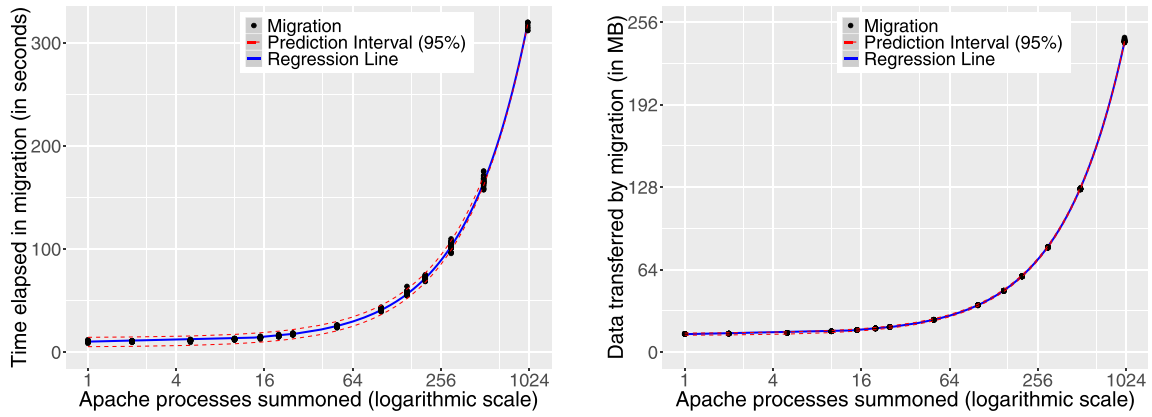 Time elapsed in migration (in seconds)
300
200
100
0
Migration
Prediction Interval (95%)
Regression Line
1 4 16 64 256 1024
Apache processes summoned (logarithmic scale)
Data transferred by migration (in MB)
256
192
128
64
0
Migration
Prediction Interval (95%)
Regression Line
1 4 16 64 256 1024
Apache processes summoned (logarithmic scale)